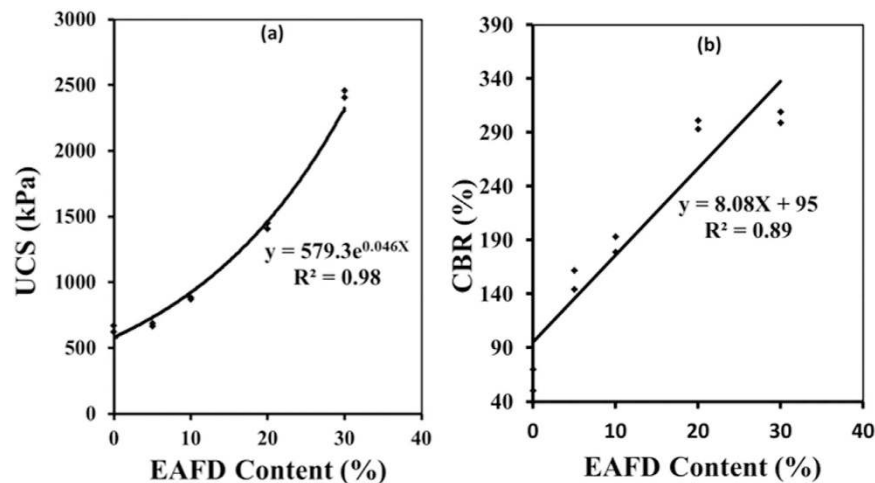 (a)
3000
2500
2000
1500
1000
500
0
UCS (kPa)
y = 579.3e^0.046X
R² = 0.98
0 10 20 30 40
EAFD Content (%)
(b)
340
290
240
190
140
90
40
CBR (%)
y = 8.08X + 95
R² = 0.89
0 10 20 30 40
EAFD Content (%)